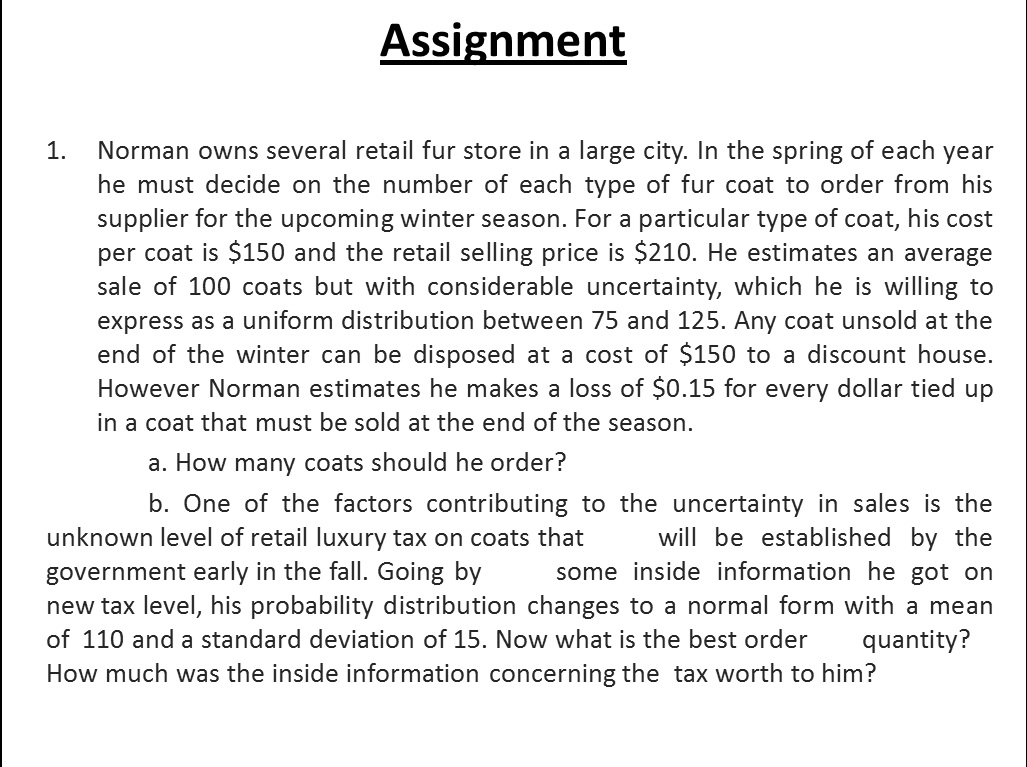 Assignment
1. Norman owns several retail fur store in a large city. In the spring of each year
he must decide on the number of each type of fur coat to order from his
supplier for the upcoming winter season. For a particular type of coat, his cost
per coat is $150 and the retail selling price is $210. He estimates an average
sale of 100 coats but with considerable uncertainty, which he is willing to
express as a uniform distribution between 75 and 125. Any coat unsold at the
end of the winter can be disposed at a cost of $150 to a discount house.
However Norman estimates he makes a loss of $0.15 for every dollar tied up
in a coat that must be sold at the end of the season.
a. How many coats should he order?
b. One of the factors contributing to the uncertainty in sales is the
unknown level of retail luxury tax on coats that will be established by the
government early in the fall. Going by some inside information he got on
new tax level, his probability distribution changes to a normal form with a mean
of 110 and a standard deviation of 15. Now what is the best order quantity?
How much was the inside information concerning the tax worth to him?